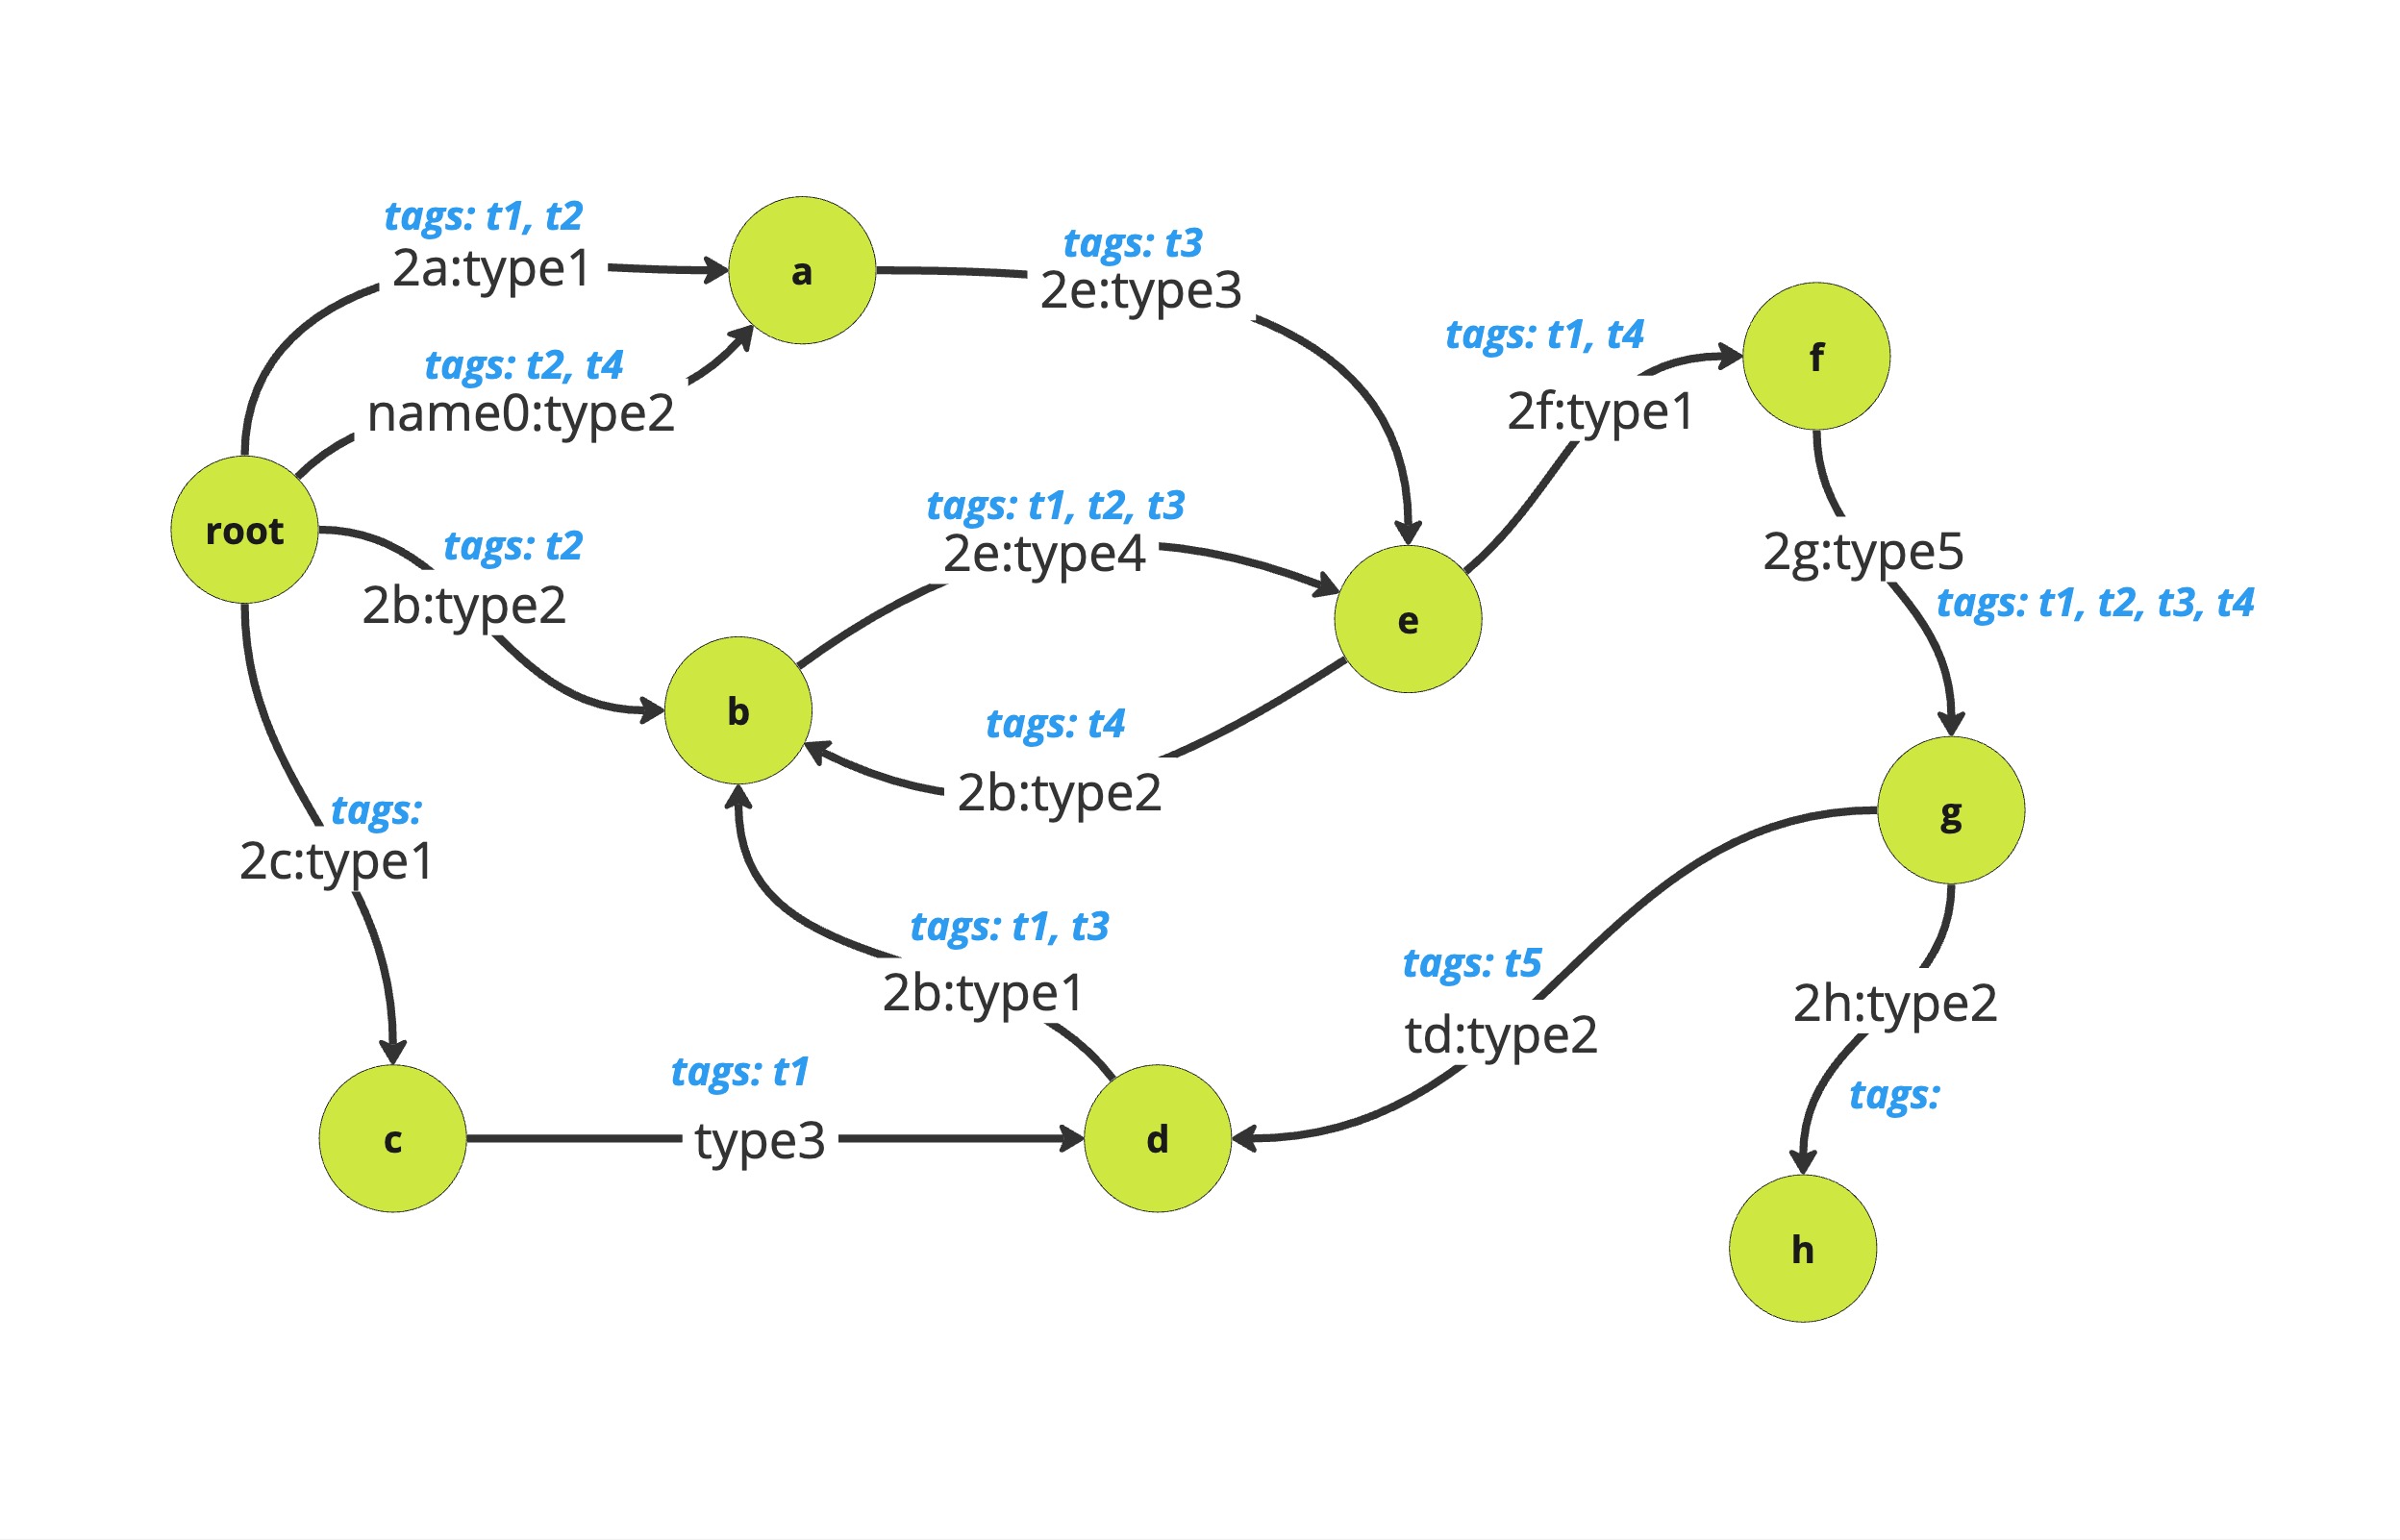 tags: t1, t2
2a:type1
a
tags: t3
2e:type3
tags: t2, t4
name0:type2
tags: t1, t4
2f:type1
f
root
tags: t2
2b:type2
tags: t1, t2, t3
2e:type4
e
2g:type5
tags: t1, t2, t3, t4
b
tags: t4
2b:type2
tags:
2c:type1
g
tags: t1, t3
2b:type1
tags: t5
td:type2
2h:type2
tags:
c
tags: t1
type3
d
h